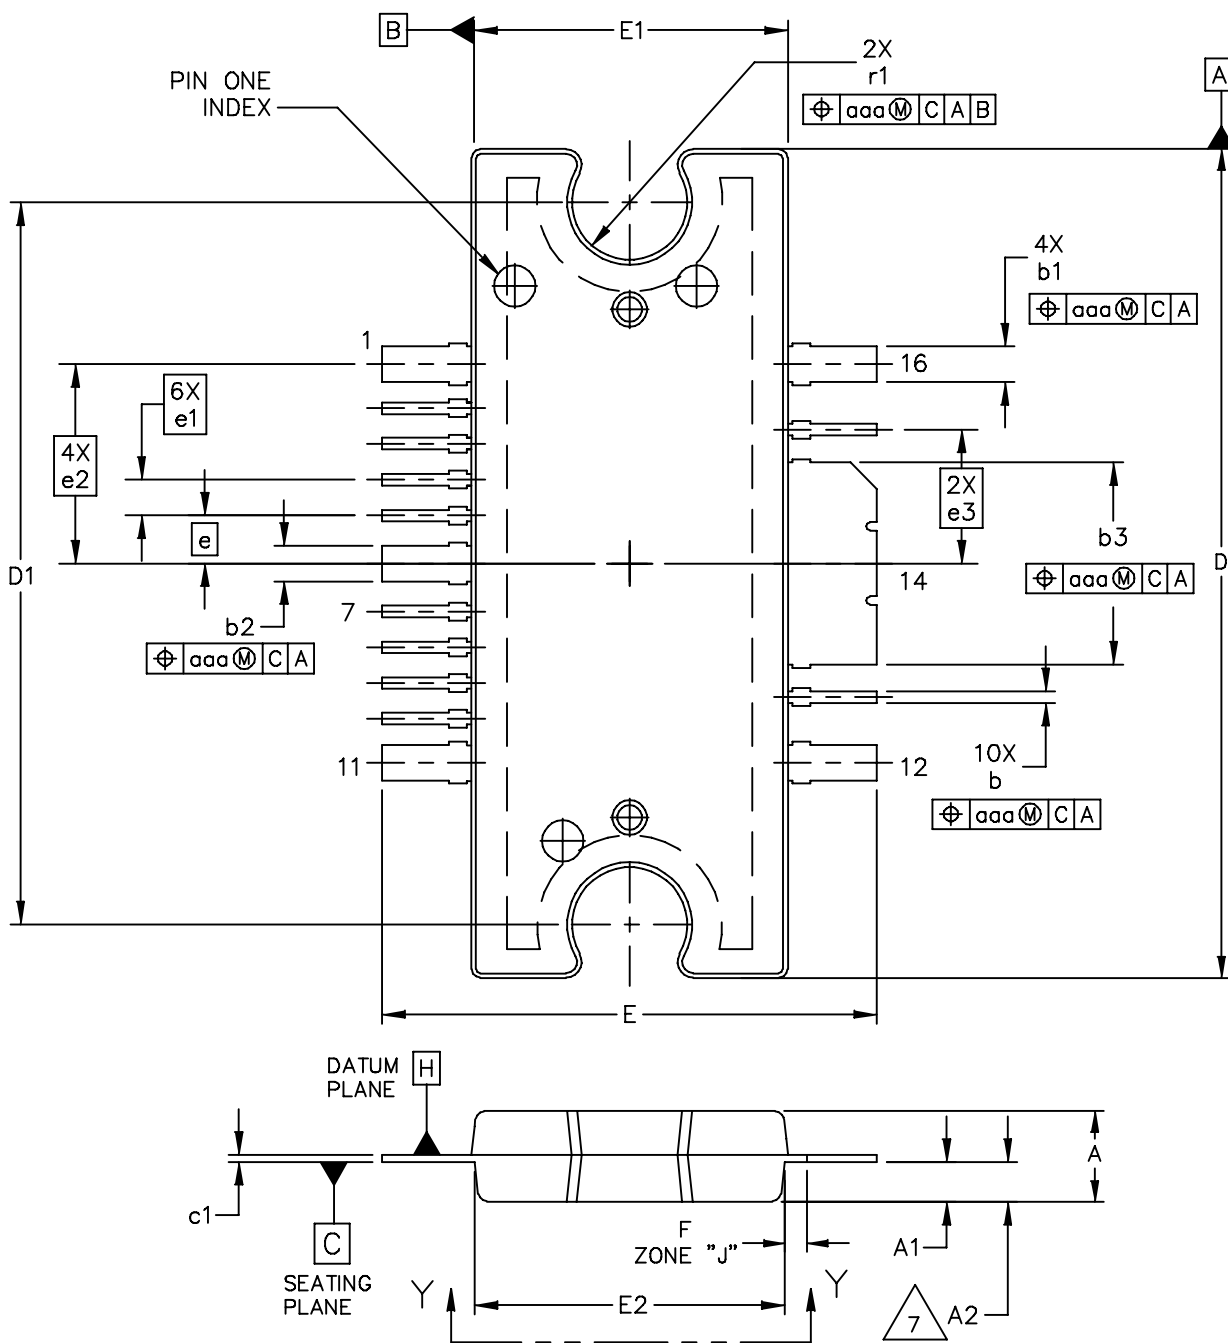 B
E1
2X
r1
⌖ aaa Ⓜ C A B
A
PIN ONE
INDEX
4X
b1
⌖ aaa Ⓜ C A
1
16
6X
e1
4X
e2
2X
e3
e
b3
D1
14
D
⌖ aaa Ⓜ C A
7
b2
⌖ aaa Ⓜ C A
11
12
10X
b
⌖ aaa Ⓜ C A
E
DATUM
PLANE
H
A
c1
C
SEATING
PLANE
F
ZONE "J"
A1
Y
Y
E2
7
A2